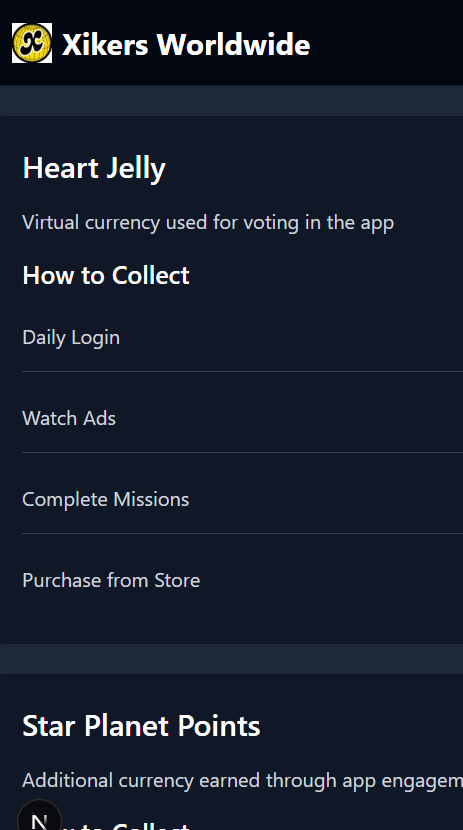 Xikers Worldwide
Heart Jelly
Virtual currency used for voting in the app
How to Collect
Daily Login
Watch Ads
Complete Missions
Purchase from Store
Star Planet Points
Additional currency earned through app engagem
N
to Collect